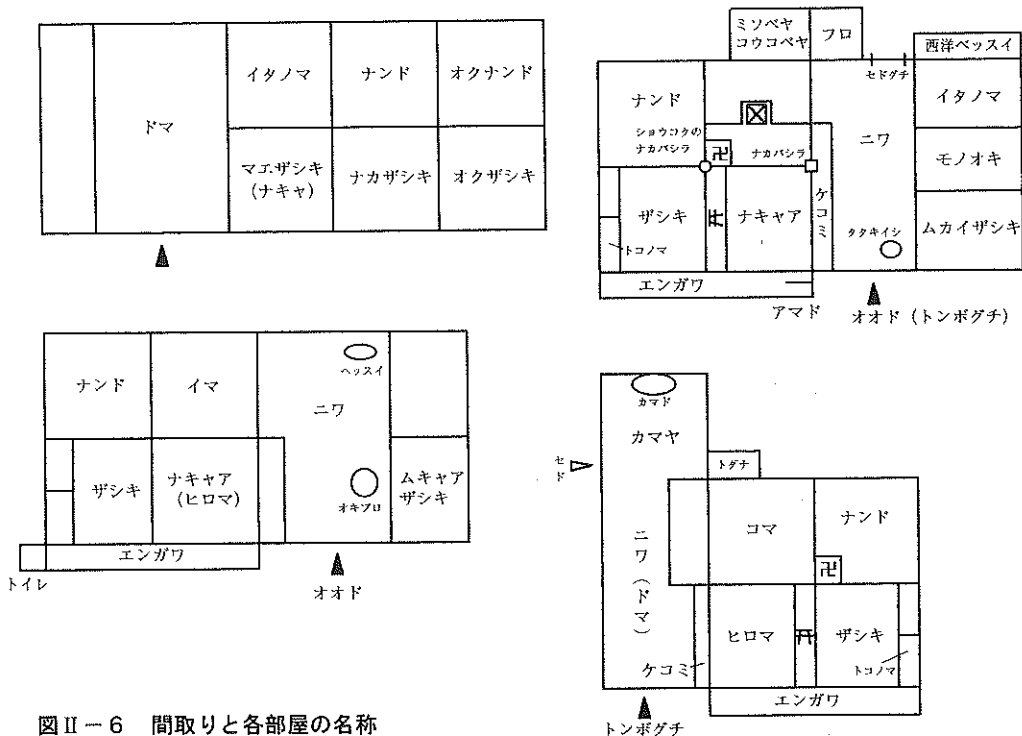 イタノマ
ナンド
オクナンド
ドマ
マエザシキ
(ナキャ)
ナカザシキ
オクザシキ
ミソベヤ
コウコベヤ
フロ
西洋ベッスイ
セドグチ
ナンド
イタノマ
ショウコクの
ナカバシラ
卍
ナカバシラ
ニワ
モノオキ
ザシキ
ナキャア
ケコミ
タタキイシ
ムカイザシキ
トコノマ
エンガワ
アマド
オオド (トンボグチ)
ナンド
イマ
ヘッスイ
ニワ
ザシキ
ナキャア
(ヒロマ)
オキブロ
ムキャア
ザシキ
エンガワ
トイレ
オオド
カマド
カマヤ
セド
トダナ
コマ
ナンド
ニワ(ドマ)
卍
ヒロマ
ザシキ
ケコミ
トコノマ
エンガワ
トンボグチ
図Ⅱ-6 間取りと各部屋の名称